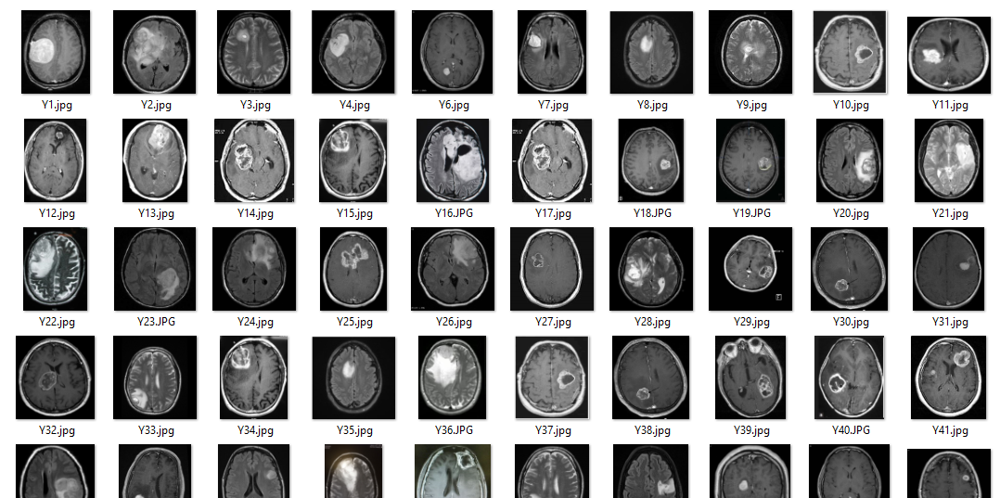 Y1.jpg Y2.jpg Y3.jpg Y4.jpg Y6.jpg Y7.jpg Y8.jpg Y9.jpg Y10.jpg Y11.jpg
Y12.jpg Y13.jpg Y14.jpg Y15.jpg Y16.JPG Y17.jpg Y18.JPG Y19.JPG Y20.jpg Y21.jpg
Y22.jpg Y23.JPG Y24.jpg Y25.jpg Y26.jpg Y27.jpg Y28.jpg Y29.jpg Y30.jpg Y31.jpg
Y32.jpg Y33.jpg Y34.jpg Y35.jpg Y36.JPG Y37.jpg Y38.jpg Y39.jpg Y40.JPG Y41.jpg